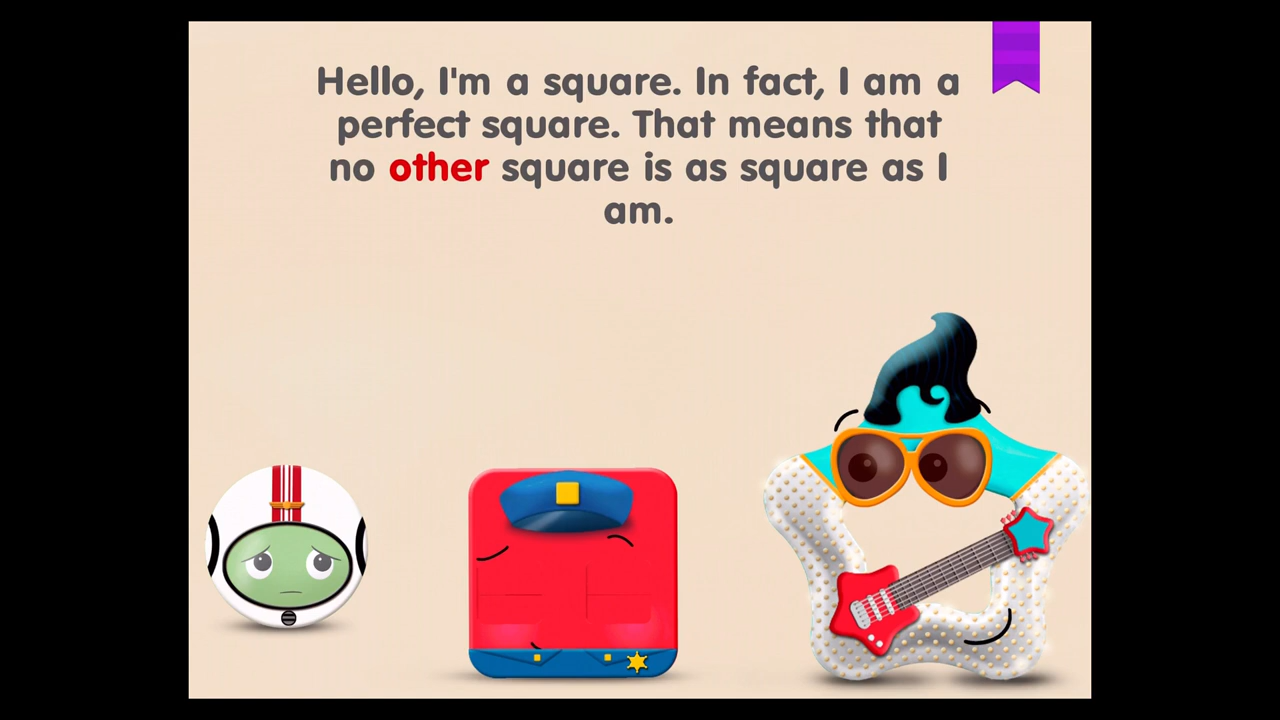 Hello, I'm a square. In fact, I am a
perfect square. That means that
no other square is as square as I
am.